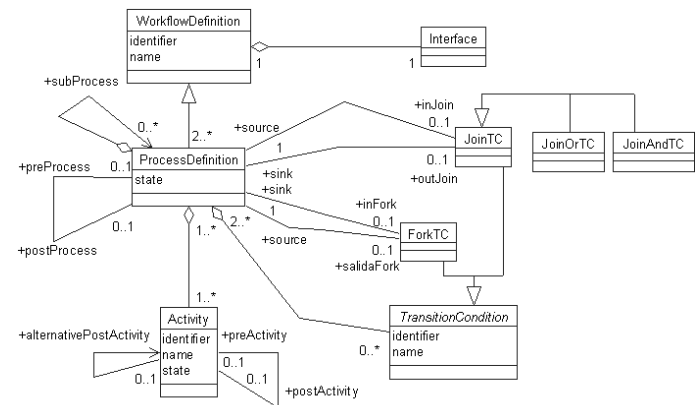 WorkflowDefinition
identifier
name
Interface
1
1
+subProcess
0..*
2..*
+source
+inJoin
0..1
1
JoinTC
JoinOrTC
JoinAndTC
+preProcess
0..1
ProcessDefinition
state
0..1
+outJoin
+sink
+sink
1
+inFork
0..1
0..1
+postProcess
1..*
2..*
+source
0..1
ForkTC
+salidaFork
1..*
Activity
identifier
name
state
+alternativePostActivity
0..1
+preActivity
0..1
0..1
+postActivity
TransitionCondition
identifier
name
0..*